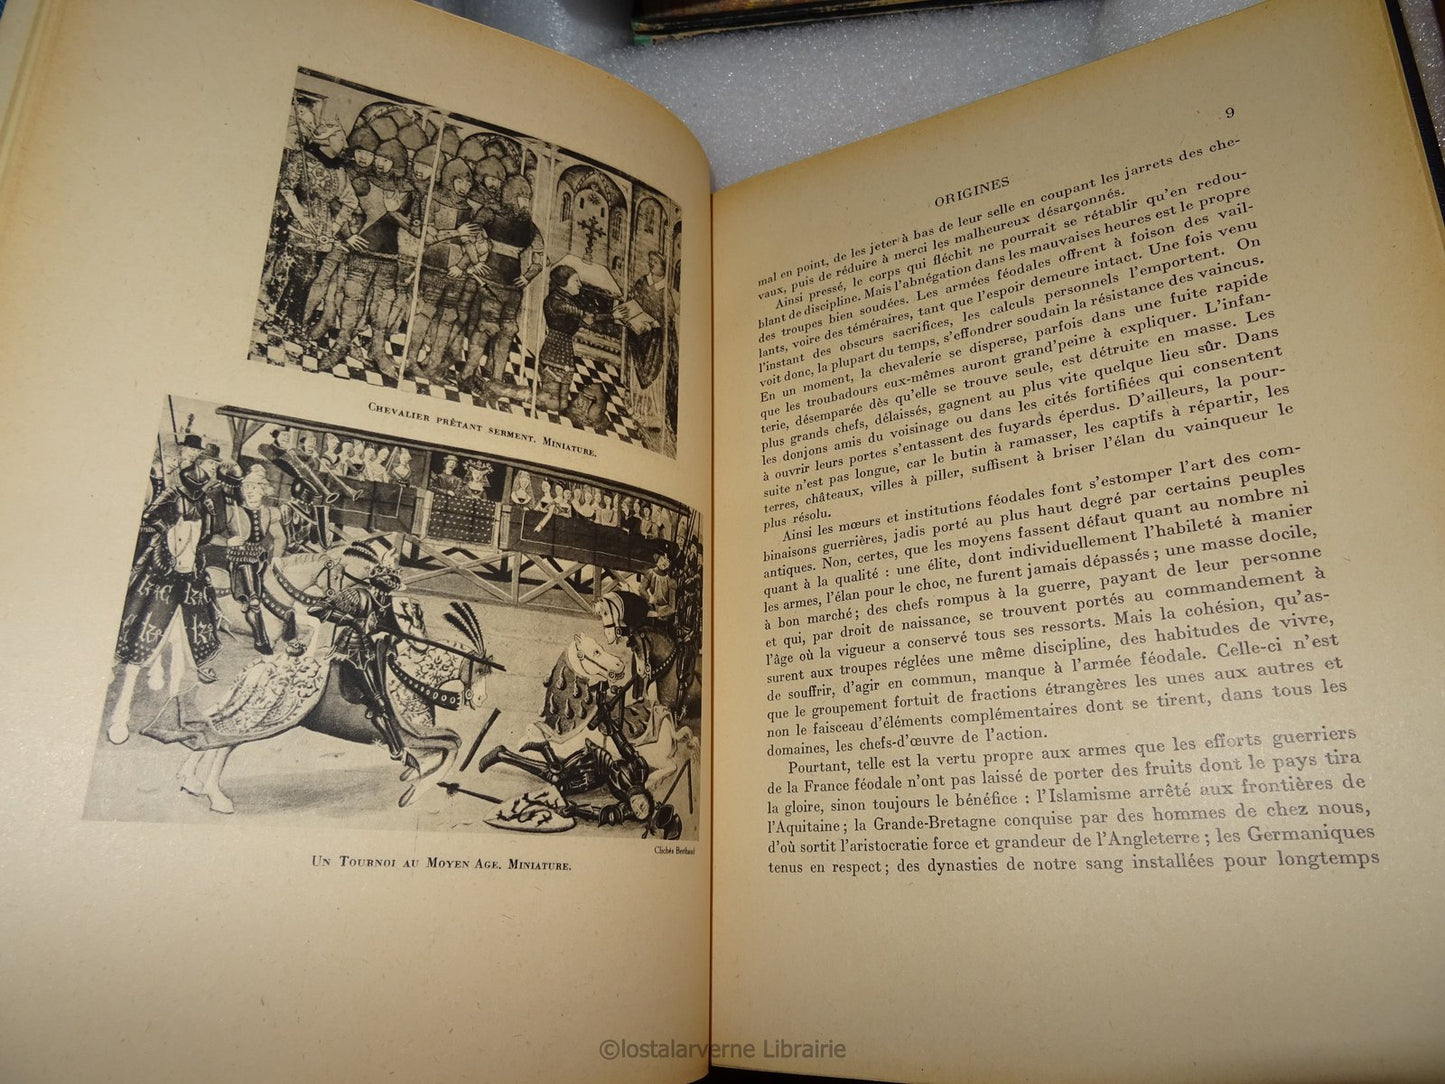 CHEVALIER PRÊTANT SERMENT. MINIATURE.
Clichés Berthaud
UN TOURNOI AU MOYEN AGE. MINIATURE.
ORIGINES
9
mal en point, de les jeter à bas de leur selle en coupant les jarrets des che-
vaux, puis de réduire à merci les malheureux désarçonnés.
Ainsi pressé, le corps qui fléchit ne pourrait se rétablir qu'en redou-
blant de discipline. Mais l'abnégation dans les mauvaises heures est le propre
des troupes bien soudées. Les armées féodales offrent à foison des vail-
lants, voire des téméraires, tant que l'espoir demeure intact. Une fois venu
l'instant des obscurs sacrifices, les calculs personnels l'emportent. On
voit donc, la plupart du temps, s'effondrer soudain la résistance des vaincus.
En un moment, la chevalerie se disperse, parfois dans une fuite rapide
que les troubadours eux-mêmes auront grand'peine à expliquer. L'infan-
terie, désemparée dès qu'elle se trouve seule, est détruite en masse. Les
plus grands chefs, délaissés, gagnent au plus vite quelque lieu sûr. Dans
les donjons amis du voisinage ou dans les cités fortifiées qui consentent
à ouvrir leurs portes s'entassent des fuyards éperdus. D'ailleurs, la pour-
suite n'est pas longue, car le butin à ramasser, les captifs à répartir, les
terres, châteaux, villes à piller, suffisent à briser l'élan du vainqueur le
plus résolu.
Ainsi les mœurs et institutions féodales font s'estomper l'art des com-
binaisons guerrières, jadis porté au plus haut degré par certains peuples
antiques. Non, certes, que les moyens fassent défaut quant au nombre ni
quant à la qualité : une élite, dont individuellement l'habileté à manier
les armes, l'élan pour le choc, ne furent jamais dépassés ; une masse docile,
à bon marché ; des chefs rompus à la guerre, payant de leur personne
et qui, par droit de naissance, se trouvent portés au commandement à
l'âge où la vigueur a conservé tous ses ressorts. Mais la cohésion, qu'as-
surent aux troupes réglées une même discipline, des habitudes de vivre,
de souffrir, d'agir en commun, manque à l'armée féodale. Celle-ci n'est
que le groupement fortuit de fractions étrangères les unes aux autres et
non le faisceau d'éléments complémentaires dont se tirent, dans tous les
domaines, les chefs-d'œuvre de l'action.
Pourtant, telle est la vertu propre aux armes que les efforts guerriers
de la France féodale n'ont pas laissé de porter des fruits dont le pays tira
la gloire, sinon toujours le bénéfice : l'Islamisme arrêté aux frontières de
l'Aquitaine ; la Grande-Bretagne conquise par des hommes de chez nous,
d'où sortit l'aristocratie force et grandeur de l'Angleterre ; les Germaniques
tenus en respect ; des dynasties de notre sang installées pour longtemps
©lostalarverne Librairie